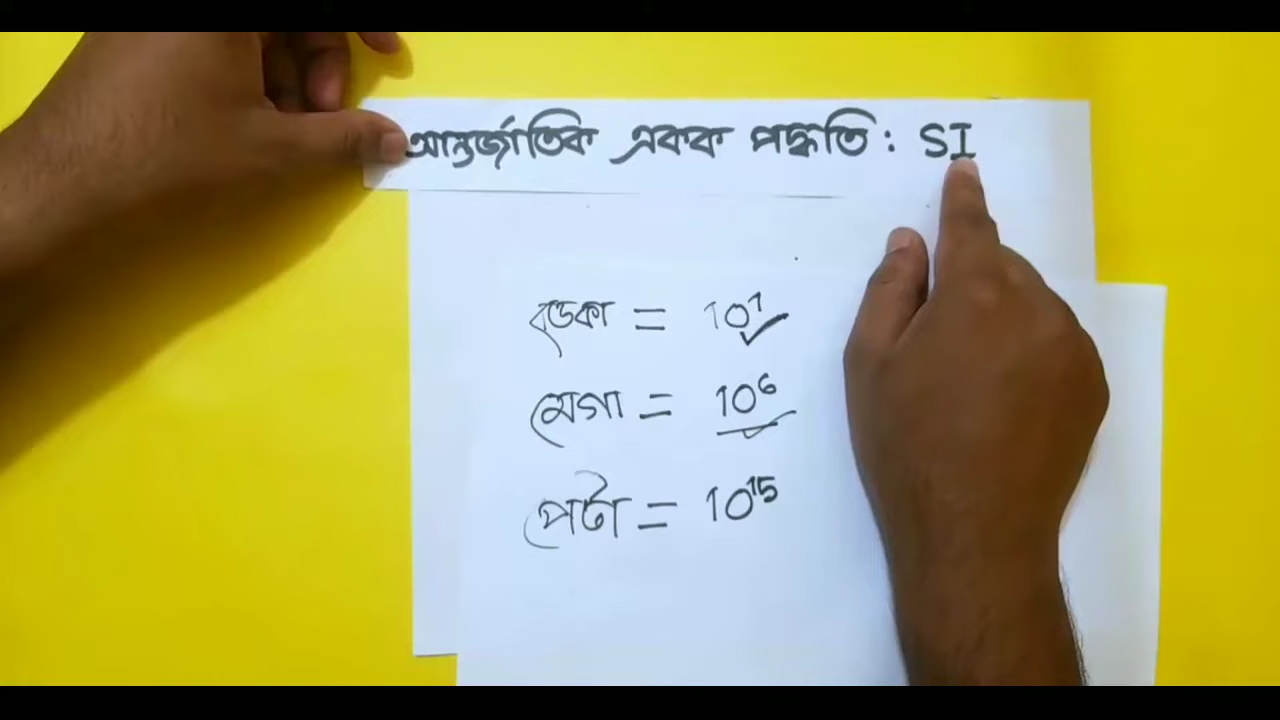 আন্তর্জাতিক একক পদ্ধতি : SI
ডেকা = 10¹
মেগা = 10⁶
পেটা = 10¹⁵